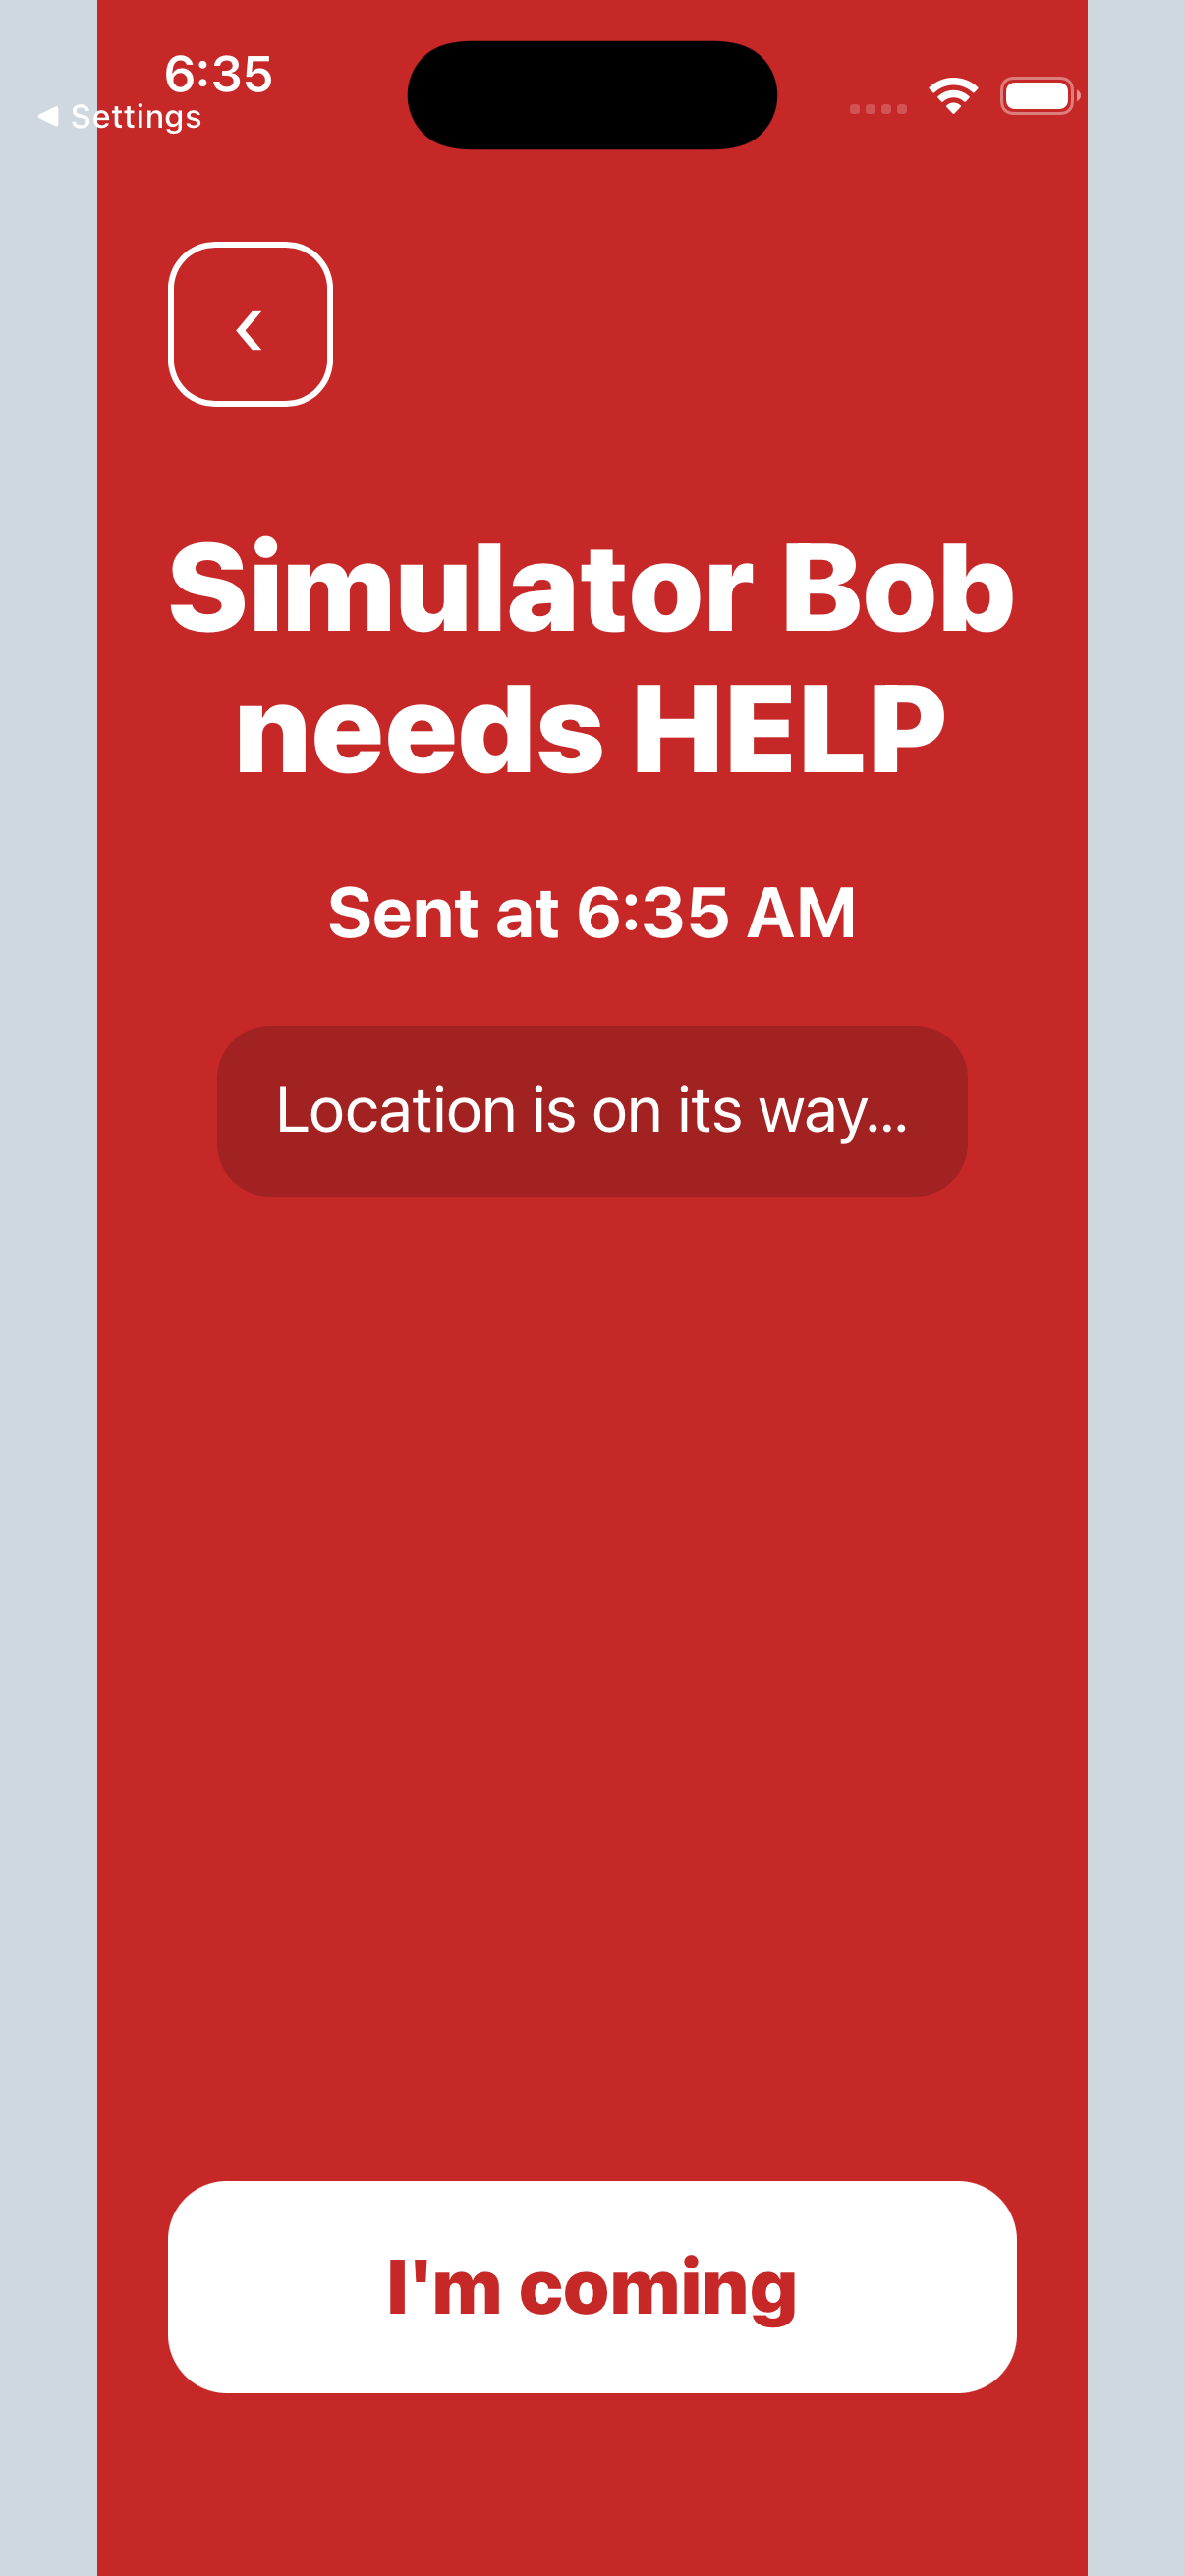 6:35
◀ Settings
‹
Simulator Bob
needs HELP
Sent at 6:35 AM
Location is on its way...
I'm coming